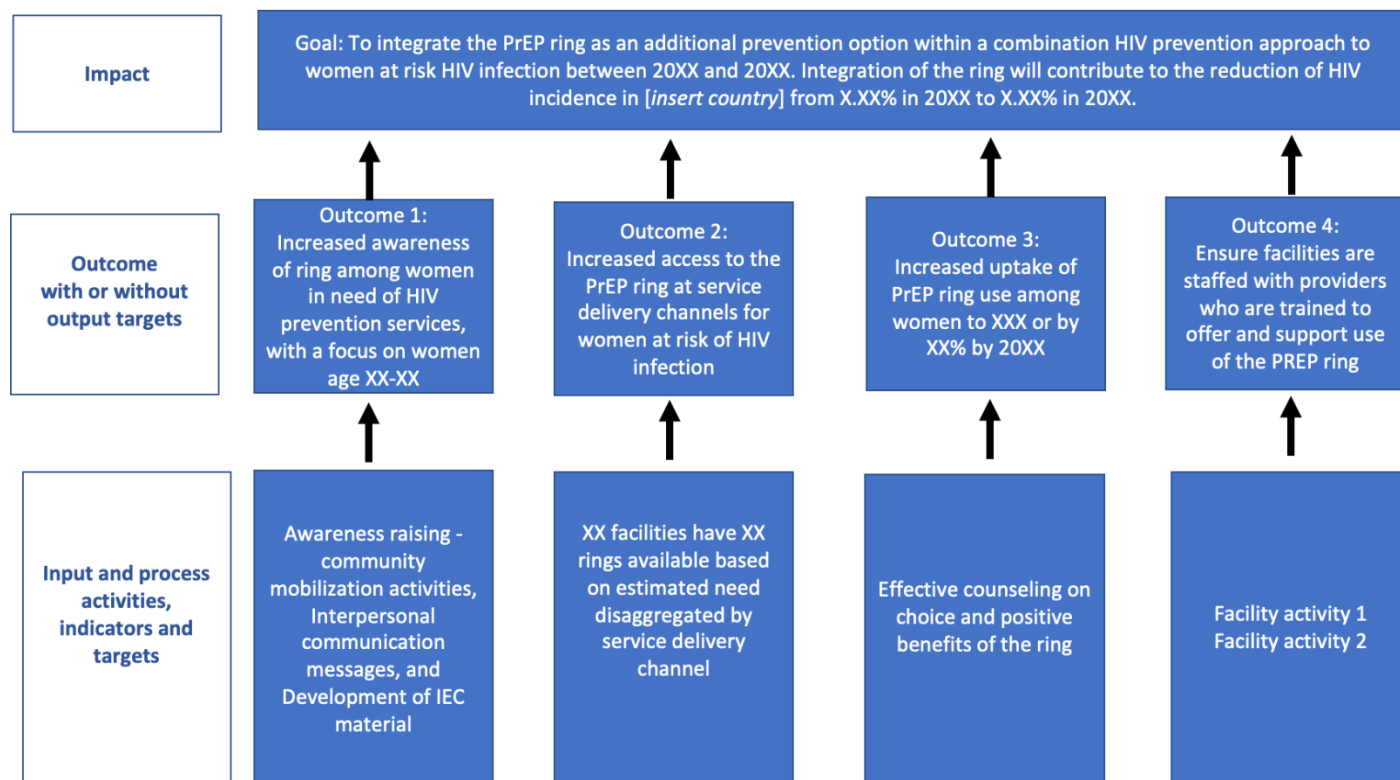 Impact
Goal: To integrate the PrEP ring as an additional prevention option within a combination HIV prevention approach to
women at risk HIV infection between 20XX and 20XX. Integration of the ring will contribute to the reduction of HIV
incidence in [insert country] from X.XX% in 20XX to X.XX% in 20XX.
Outcome
with or without
output targets
Outcome 1:
Increased awareness
of ring among women
in need of HIV
prevention services,
with a focus on women
age XX-XX
Outcome 2:
Increased access to the
PrEP ring at service
delivery channels for
women at risk of HIV
infection
Outcome 3:
Increased uptake of
PrEP ring use among
women to XXX or by
XX% by 20XX
Outcome 4:
Ensure facilities are
staffed with providers
who are trained to
offer and support use
of the PREP ring
Input and process
activities,
indicators and
targets
Awareness raising -
community
mobilization activities,
Interpersonal
communication
messages, and
Development of IEC
material
XX facilities have XX
rings available based
on estimated need
disaggregated by
service delivery
channel
Effective counseling on
choice and positive
benefits of the ring
Facility activity 1
Facility activity 2